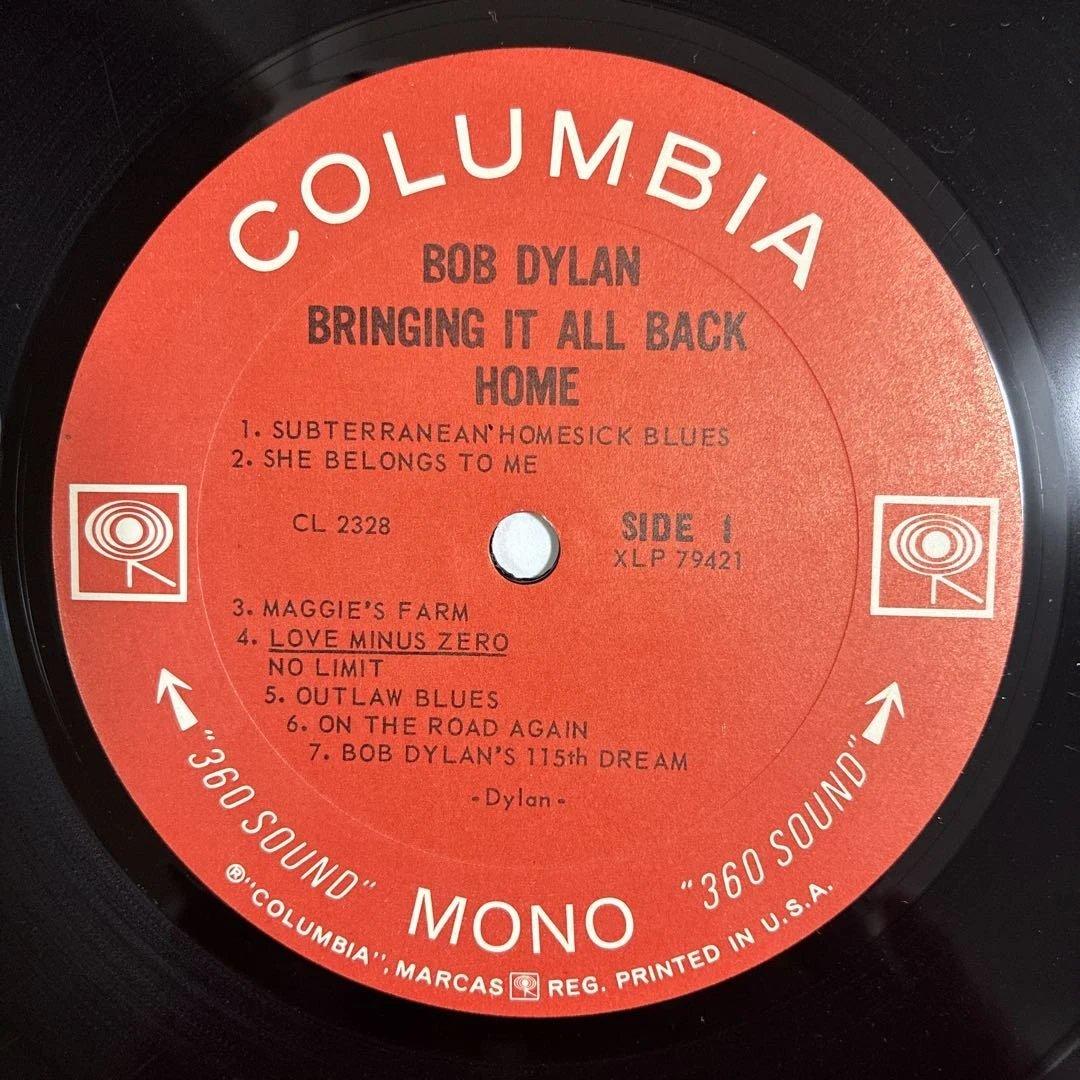 COLUMBIA
BOB DYLAN
BRINGING IT ALL BACK
HOME
1. SUBTERRANEAN HOMESICK BLUES
2. SHE BELONGS TO ME
CL 2328
SIDE 1
XLP 79421
3. MAGGIE'S FARM
4. LOVE MINUS ZERO
NO LIMIT
5. OUTLAW BLUES
6. ON THE ROAD AGAIN
7. BOB DYLAN'S 115th DREAM
-Dylan-
"360 SOUND"
MONO
"360 SOUND"
®"COLUMBIA", MARCAS REG. PRINTED IN U.S.A.